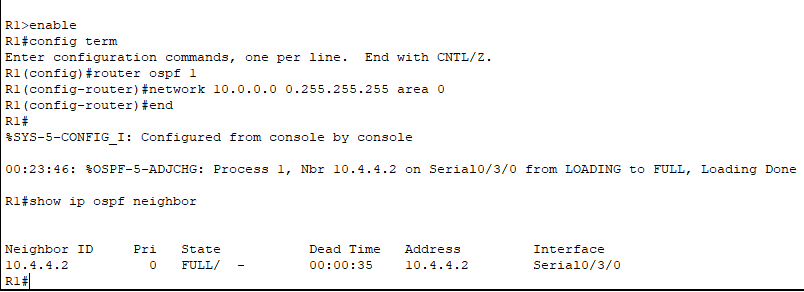 R1>enable
R1#config term
Enter configuration commands, one per line.  End with CNTL/Z.
R1(config)#router ospf 1
R1(config-router)#network 10.0.0.0 0.255.255.255 area 0
R1(config-router)#end
R1#
%SYS-5-CONFIG_I: Configured from console by console
00:23:46: %OSPF-5-ADJCHG: Process 1, Nbr 10.4.4.2 on Serial0/3/0 from LOADING to FULL, Loading Done
R1#show ip ospf neighbor
Neighbor ID     Pri   State           Dead Time   Address         Interface
10.4.4.2          0   FULL/  -        00:00:35    10.4.4.2        Serial0/3/0
R1#